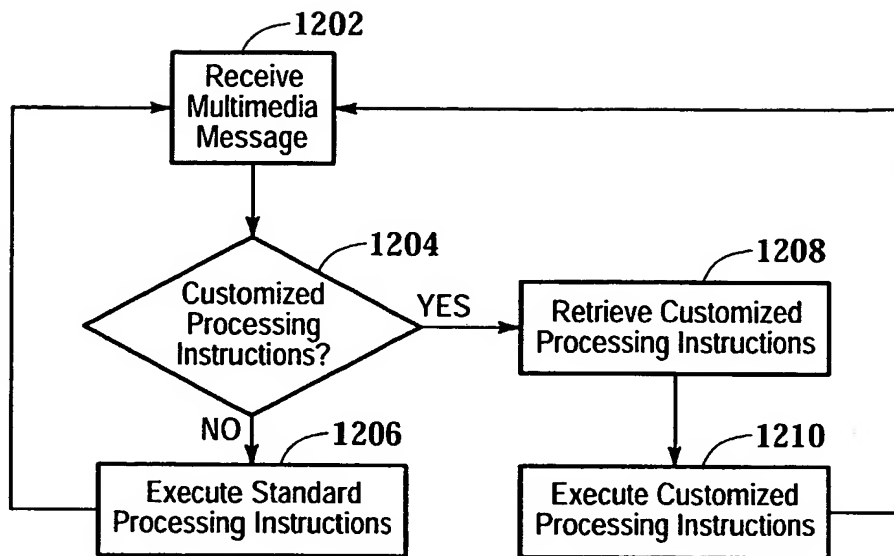 1202
Receive
Multimedia
Message
1204
Customized
Processing
Instructions?
YES
1208
Retrieve Customized
Processing Instructions
NO
1206
Execute Standard
Processing Instructions
1210
Execute Customized
Processing Instructions